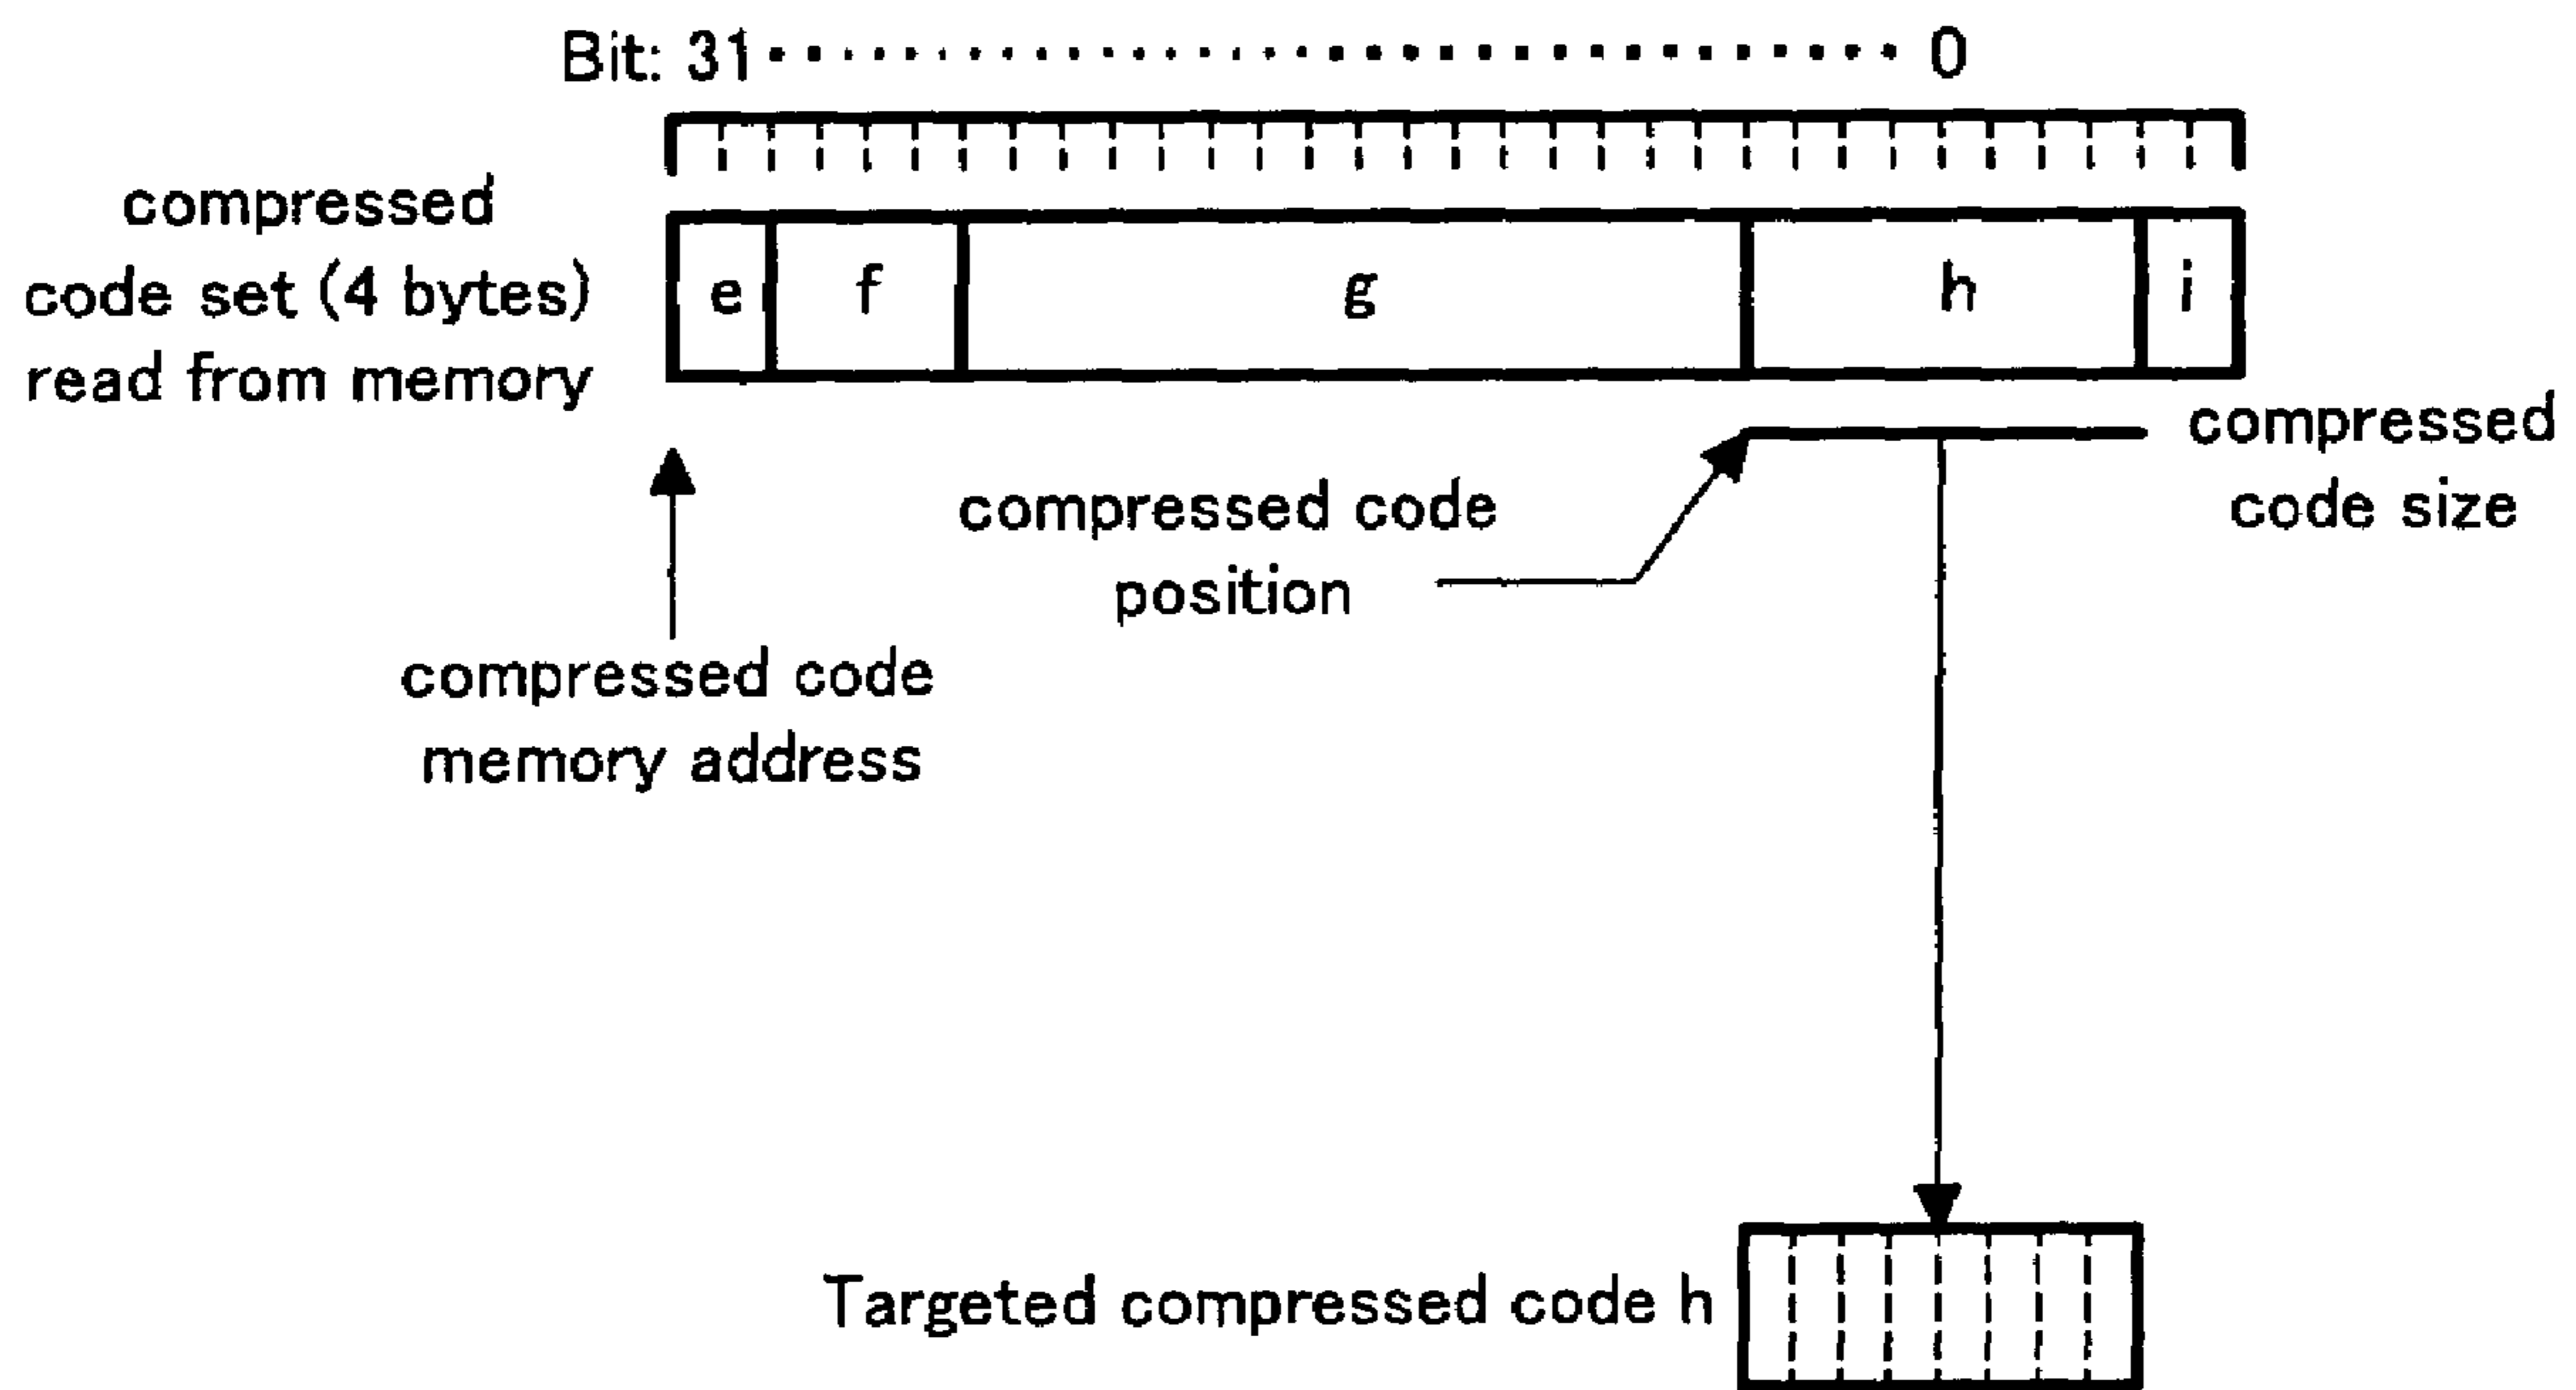 Bit: 31 ........................... 0
compressed
code set (4 bytes)
read from memory
e f g h i
compressed
code size
compressed code
position
compressed code
memory address
Targeted compressed code h